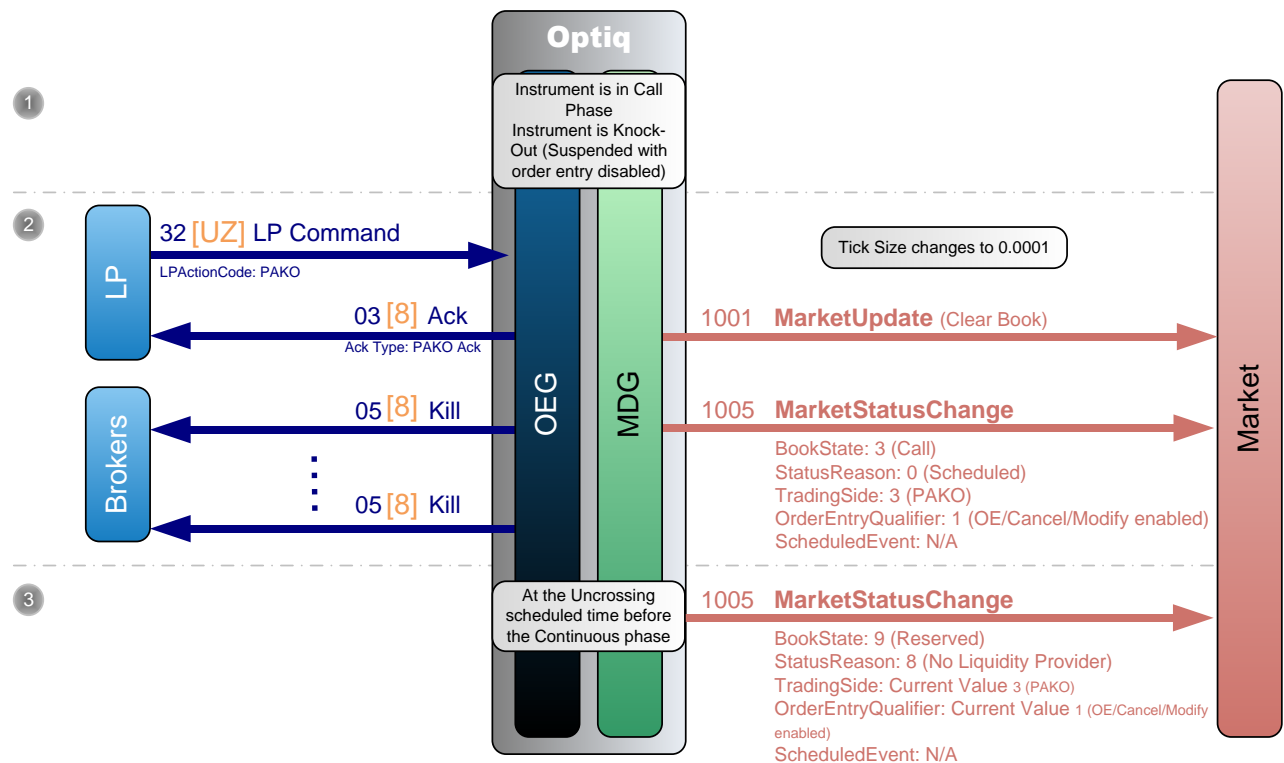 Optiq
1
Instrument is in Call
Phase
Instrument is Knock-
Out (Suspended with
order entry disabled)
2
LP
32 [UZ] LP Command
LPActionCode: PAKO
Tick Size changes to 0.0001
03 [8] Ack
Ack Type: PAKO Ack
1001 MarketUpdate (Clear Book)
OEG
MDG
Market
Brokers
05 [8] Kill
05 [8] Kill
1005 MarketStatusChange
BookState: 3 (Call)
StatusReason: 0 (Scheduled)
TradingSide: 3 (PAKO)
OrderEntryQualifier: 1 (OE/Cancel/Modify enabled)
ScheduledEvent: N/A
3
At the Uncrossing
scheduled time before
the Continuous phase
1005 MarketStatusChange
BookState: 9 (Reserved)
StatusReason: 8 (No Liquidity Provider)
TradingSide: Current Value 3 (PAKO)
OrderEntryQualifier: Current Value 1 (OE/Cancel/Modify
enabled)
ScheduledEvent: N/A